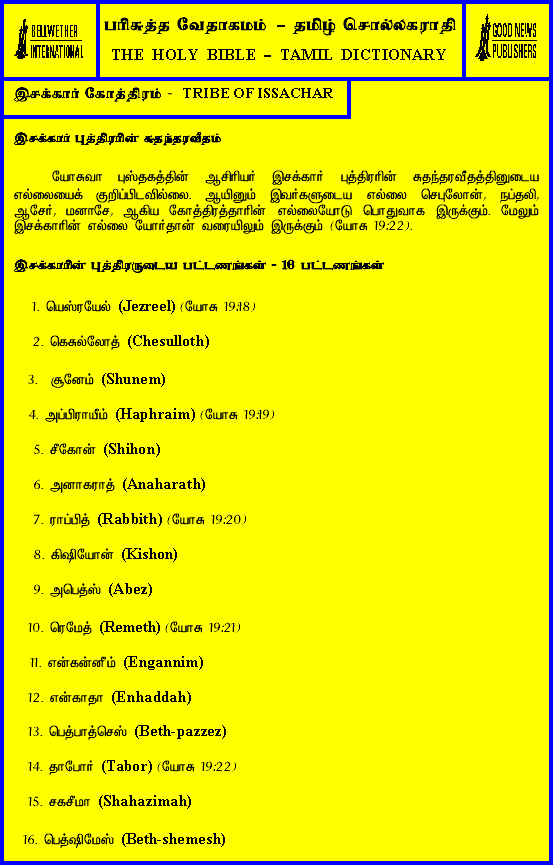 BELLWETHER
INTERNATIONAL
பரிசுத்த வேதாகமம் – தமிழ் சொல்லகராதி
THE HOLY BIBLE – TAMIL DICTIONARY
GOOD NEWS
PUBLISHERS
இசக்கார் கோத்திரம் - TRIBE OF ISSACHAR
இசக்கார் புத்திரரின் சுதந்தரவீதம்
யோசுவா புஸ்தகத்தின் ஆசிரியர் இசக்கார் புத்திரரின் சுதந்தரவீதத்தினுடைய
எல்லையைக் குறிப்பிடவில்லை. ஆயினும் இவர்களுடைய எல்லை செபுலோன், நப்தலி,
ஆசேர், மனாசே, ஆகிய கோத்திரத்தாரின் எல்லையோடு பொதுவாக இருக்கும். மேலும்
இசக்காரின் எல்லை யோர்தான் வரையிலும் இருக்கும் (யோசு 19:22).
இசக்காரின் புத்திரருடைய பட்டணங்கள் - 16 பட்டணங்கள்
1. யெஸ்ரயேல் (Jezreel) (யோசு 19:18)
2. கெசுல்லோத் (Chesulloth)
3. சூனேம் (Shunem)
4. அப்பிராயீம் (Haphraim) (யோசு 19:19)
5. சீகோன் (Shihon)
6. அனாகராத் (Anaharath)
7. ராப்பித் (Rabbith) (யோசு 19:20)
8. கிஷியோன் (Kishon)
9. அபெத்ஸ் (Abez)
10. ரெமேத் (Remeth) (யோசு 19:21)
11. என்கன்னீம் (Engannim)
12. என்காதா (Enhaddah)
13. பெத்பாத்செஸ் (Beth-pazzez)
14. தாபோர் (Tabor) (யோசு 19:22)
15. சகசீமா (Shahazimah)
16. பெத்ஷிமேஸ் (Beth-shemesh)